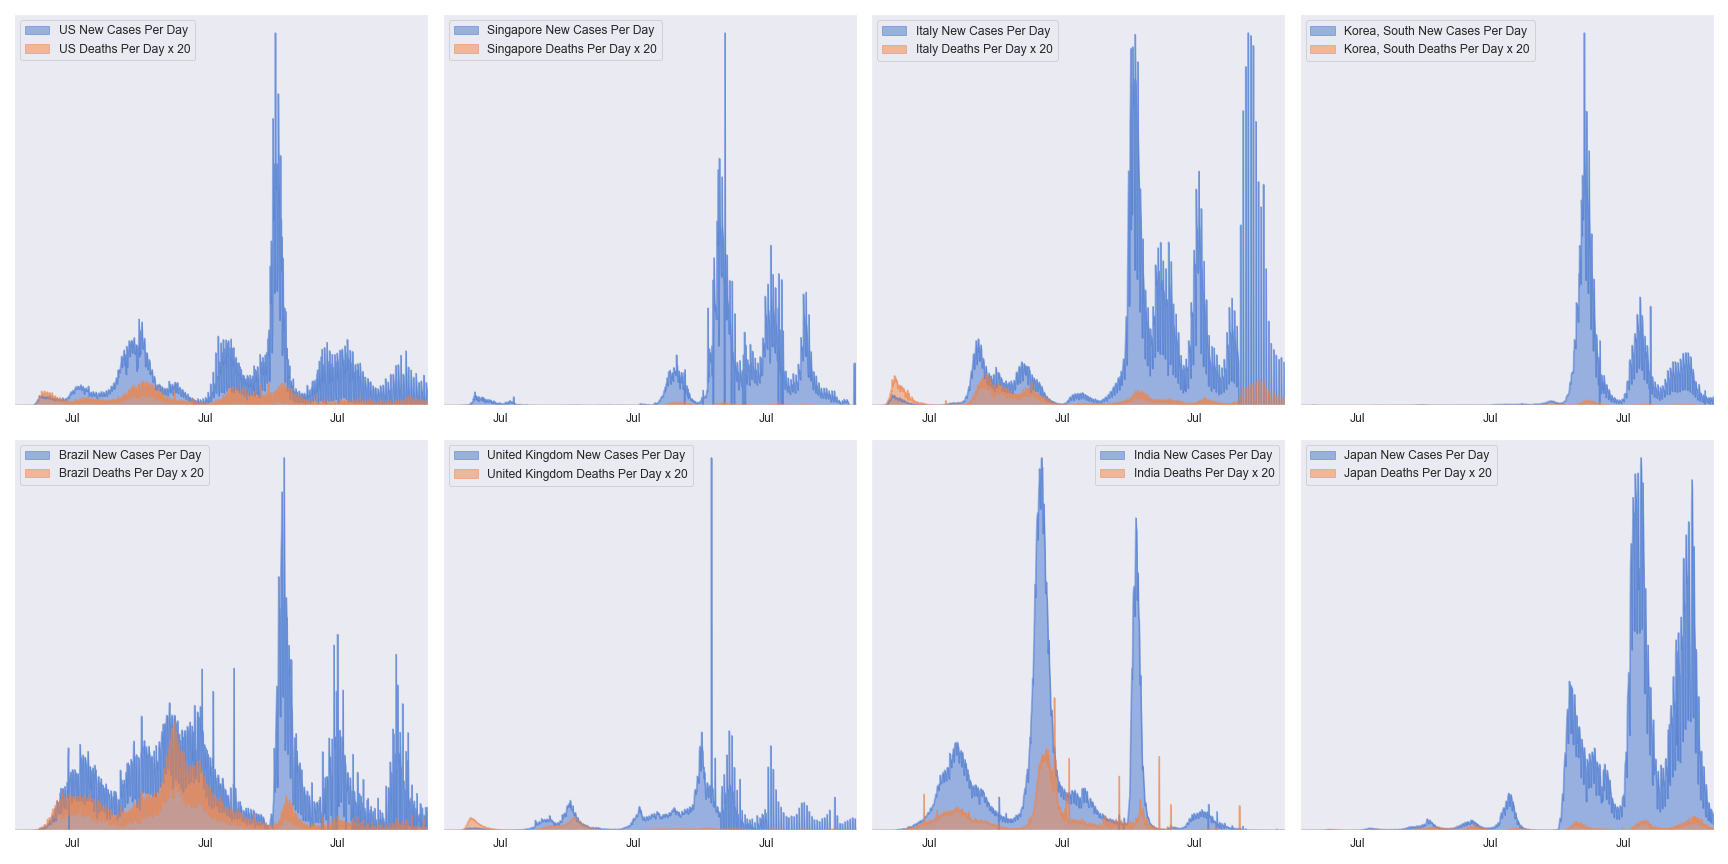 US New Cases Per Day
US Deaths Per Day x 20
Jul Jul Jul
Singapore New Cases Per Day
Singapore Deaths Per Day x 20
Jul Jul Jul
Italy New Cases Per Day
Italy Deaths Per Day x 20
Jul Jul Jul
Korea, South New Cases Per Day
Korea, South Deaths Per Day x 20
Jul Jul Jul
Brazil New Cases Per Day
Brazil Deaths Per Day x 20
Jul Jul Jul
United Kingdom New Cases Per Day
United Kingdom Deaths Per Day x 20
Jul Jul Jul
India New Cases Per Day
India Deaths Per Day x 20
Jul Jul Jul
Japan New Cases Per Day
Japan Deaths Per Day x 20
Jul Jul Jul